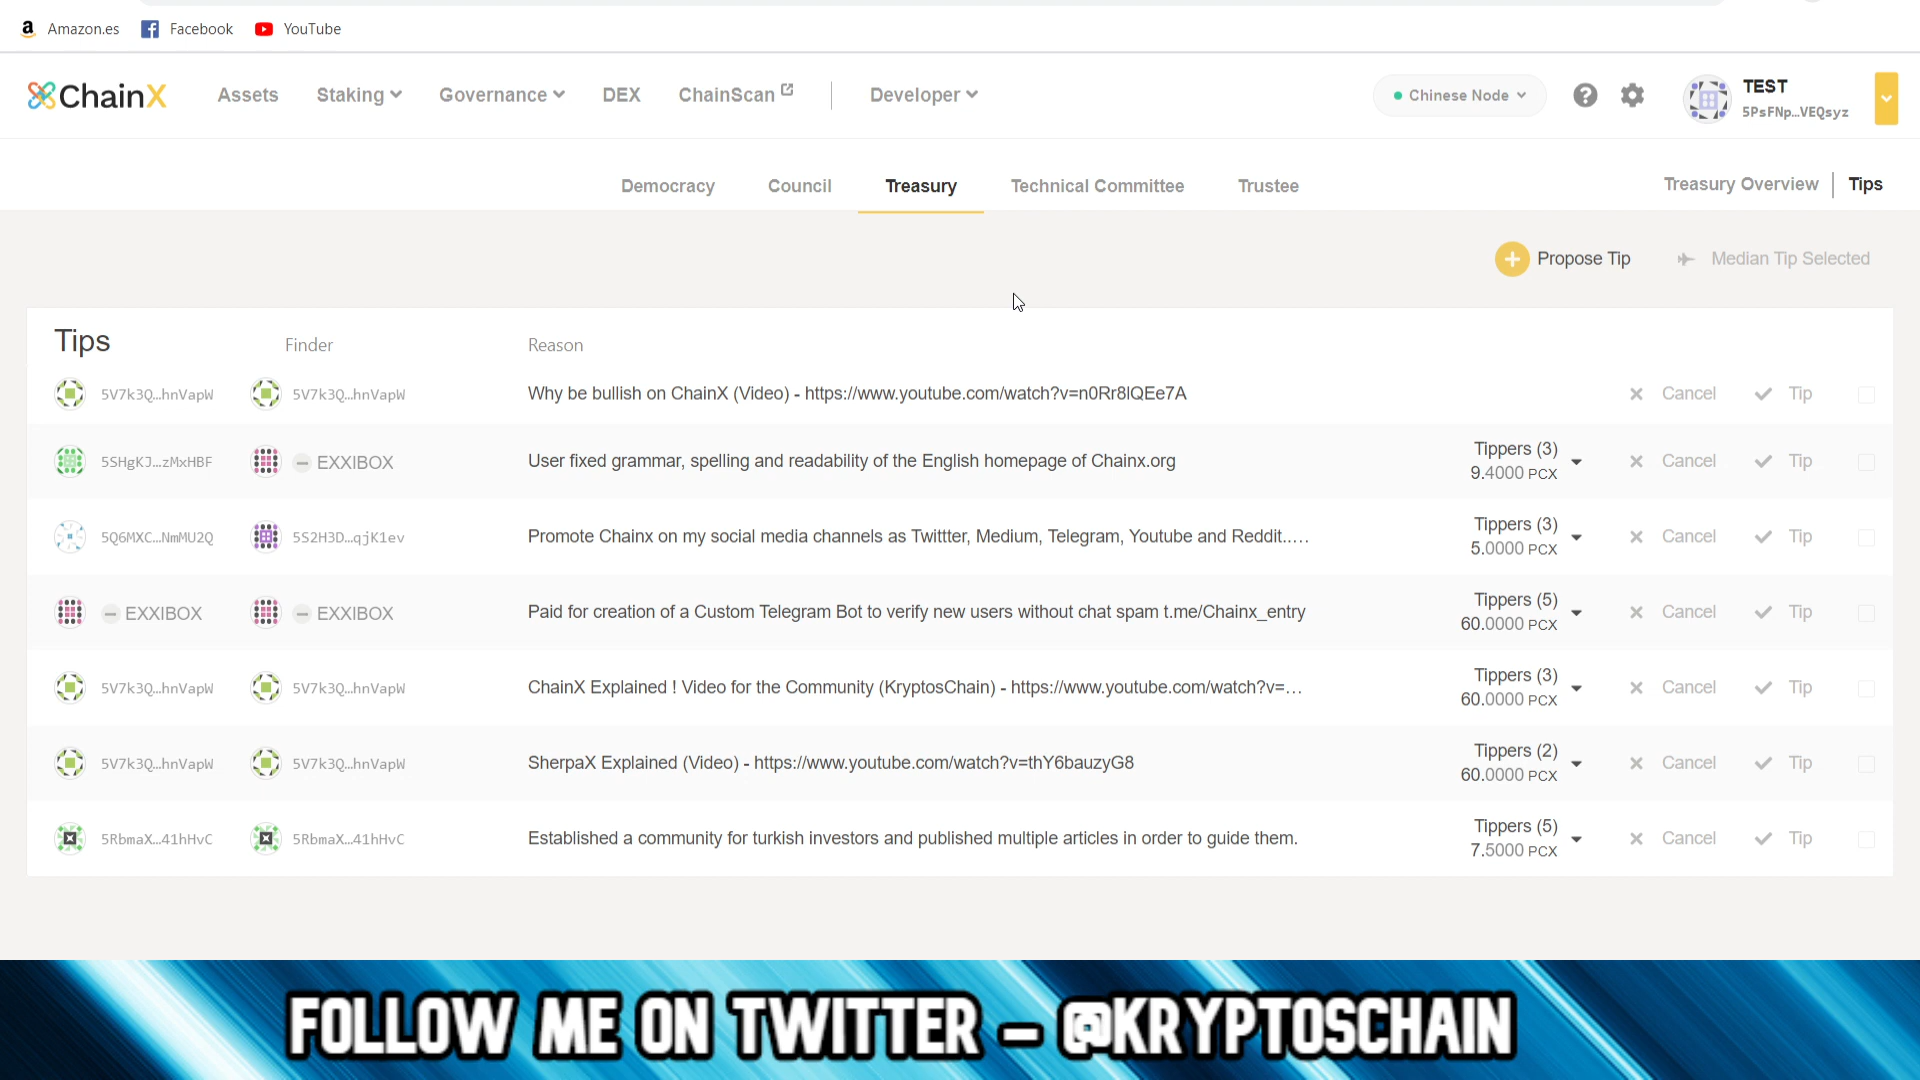 Amazon.es Facebook YouTube
ChainX Assets Staking Governance DEX ChainScan Developer Chinese Node TEST
5PsFNp...VEQsyz
Democracy Council Treasury Technical Committee Trustee Treasury Overview Tips
Propose Tip Median Tip Selected
Tips Finder Reason
5V7k3Q...hnVapW 5V7k3Q...hnVapW Why be bullish on ChainX (Video) - https://www.youtube.com/watch?v=n0Rr8lQEe7A Cancel Tip
5SHgKJ...zMxHBF EXXIBOX User fixed grammar, spelling and readability of the English homepage of Chainx.org Tippers (3) 9.4000 PCX Cancel Tip
5Q6MXC...NmMU2Q 5S2H3D...qjK1ev Promote Chainx on my social media channels as Twittter, Medium, Telegram, Youtube and Reddit..... Tippers (3) 5.0000 PCX Cancel Tip
EXXIBOX EXXIBOX Paid for creation of a Custom Telegram Bot to verify new users without chat spam t.me/Chainx_entry Tippers (5) 60.0000 PCX Cancel Tip
5V7k3Q...hnVapW 5V7k3Q...hnVapW ChainX Explained ! Video for the Community (KryptosChain) - https://www.youtube.com/watch?v=... Tippers (3) 60.0000 PCX Cancel Tip
5V7k3Q...hnVapW 5V7k3Q...hnVapW SherpaX Explained (Video) - https://www.youtube.com/watch?v=thY6bauzyG8 Tippers (2) 60.0000 PCX Cancel Tip
5RbmaX...41hHvC 5RbmaX...41hHvC Established a community for turkish investors and published multiple articles in order to guide them. Tippers (5) 7.5000 PCX Cancel Tip
FOLLOW ME ON TWITTER – @KRYPTOSCHAIN